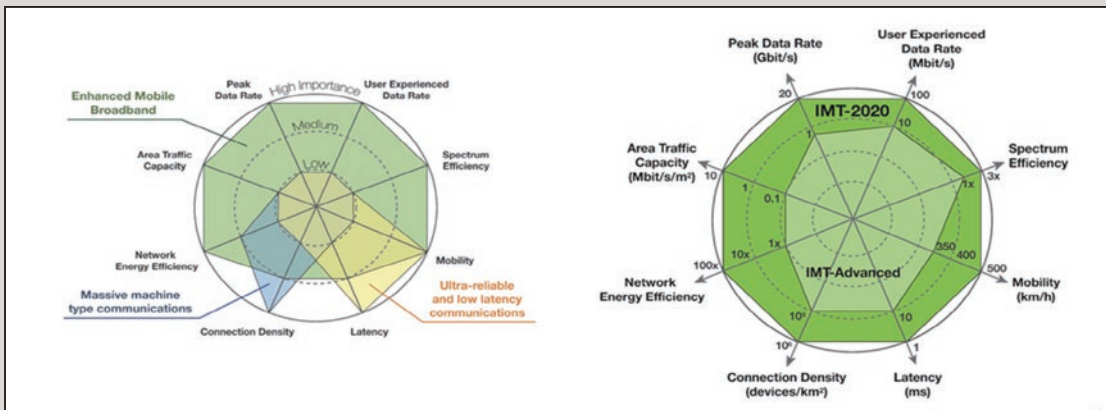 Peak
Data Rate
High Importance
User Experienced
Data Rate
Enhanced Mobile
Broadband
Medium
Area Traffic
Capacity
Low
Spectrum
Efficiency
Network
Energy Efficiency
Mobility
Massive machine
type communications
Ultra-reliable
and low latency
communications
Connection Density
Latency
Peak Data Rate
(Gbit/s)
User Experienced
Data Rate
(Mbit/s)
20
100
IMT-2020
1
10
Area Traffic
Capacity
(Mbit/s/m²)
Spectrum
Efficiency
10
1
0.1
1x
3x
1x
10x
100x
350
400
500
Network
Energy Efficiency
IMT-Advanced
Mobility
(km/h)
10⁵
10⁶
10
1
Connection Density
(devices/km²)
Latency
(ms)